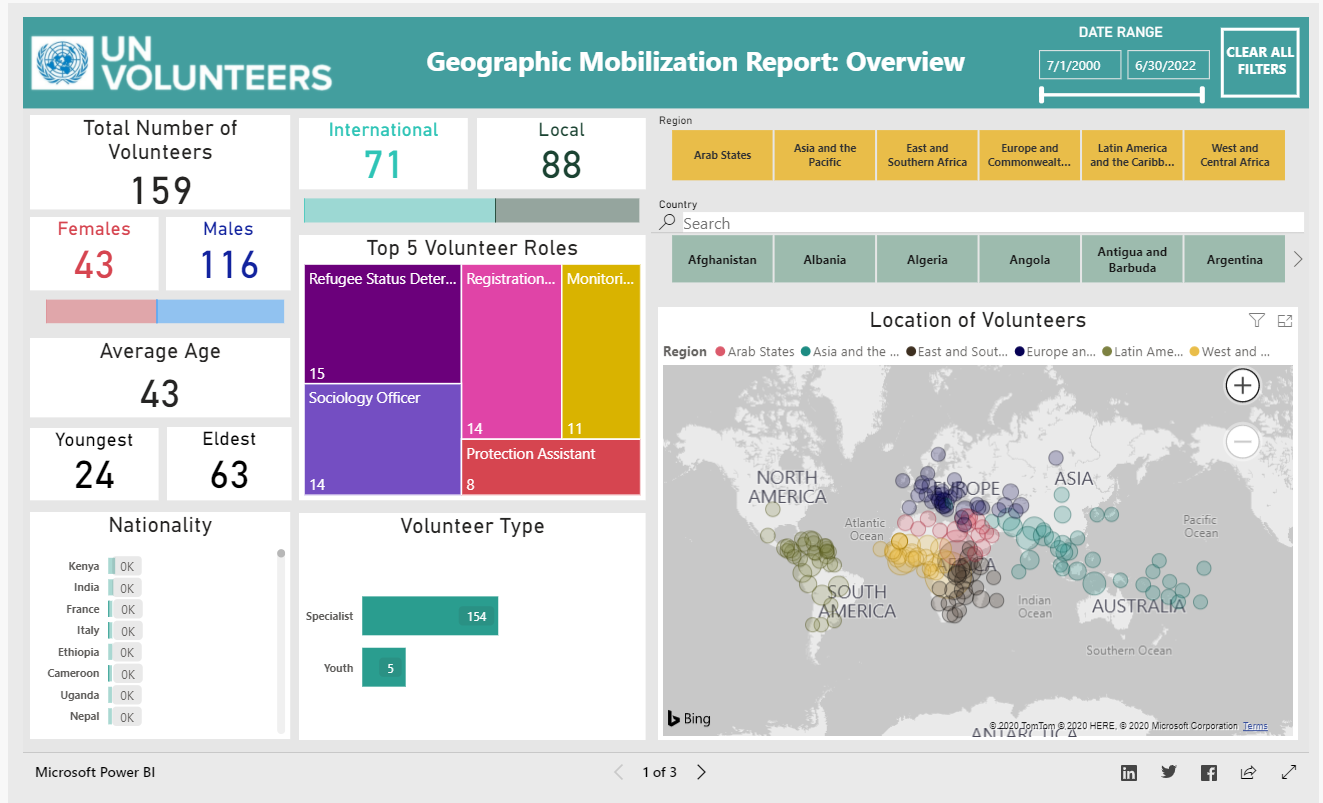 UN
VOLUNTEERS
Geographic Mobilization Report: Overview
DATE RANGE
7/1/2000
6/30/2022
CLEAR ALL
FILTERS
Total Number of
Volunteers
159
Females
43
Males
116
Average Age
43
Youngest
24
Eldest
63
Nationality
Kenya 0K
India 0K
France 0K
Italy 0K
Ethiopia 0K
Cameroon 0K
Uganda 0K
Nepal 0K
International
71
Local
88
Top 5 Volunteer Roles
Refugee Status Deter...
15
Registration...
14
Monitori...
11
Sociology Officer
14
Protection Assistant
8
Volunteer Type
Specialist 154
Youth 5
Region
Arab States
Asia and the
Pacific
East and
Southern Africa
Europe and
Commonwealt...
Latin America
and the Caribb...
West and
Central Africa
Country
Search
Afghanistan
Albania
Algeria
Angola
Antigua and
Barbuda
Argentina
Location of Volunteers
Region Arab States Asia and the ... East and Sout... Europe an... Latin Ame... West and ...
NORTH
AMERICA
EUROPE
ASIA
Atlantic
Ocean
Pacific
Ocean
AFRICA
SOUTH
AMERICA
Indian
Ocean
AUSTRALIA
Southern Ocean
ANTARCTICA
Bing
© 2020 TomTom © 2020 HERE, © 2020 Microsoft Corporation Terms
Microsoft Power BI
1 of 3